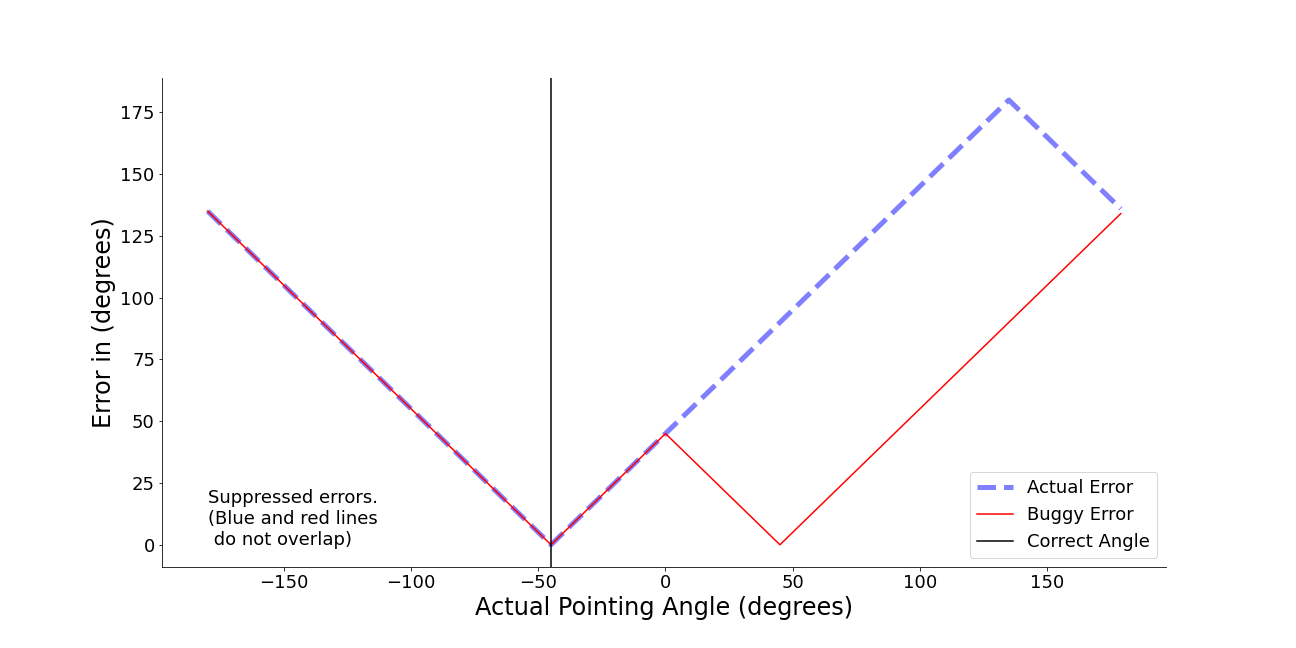 175
150
125
100
75
50
25
0
Error in (degrees)
Suppressed errors.
(Blue and red lines
do not overlap)
Actual Error
Buggy Error
Correct Angle
−150
−100
−50
0
50
100
150
Actual Pointing Angle (degrees)